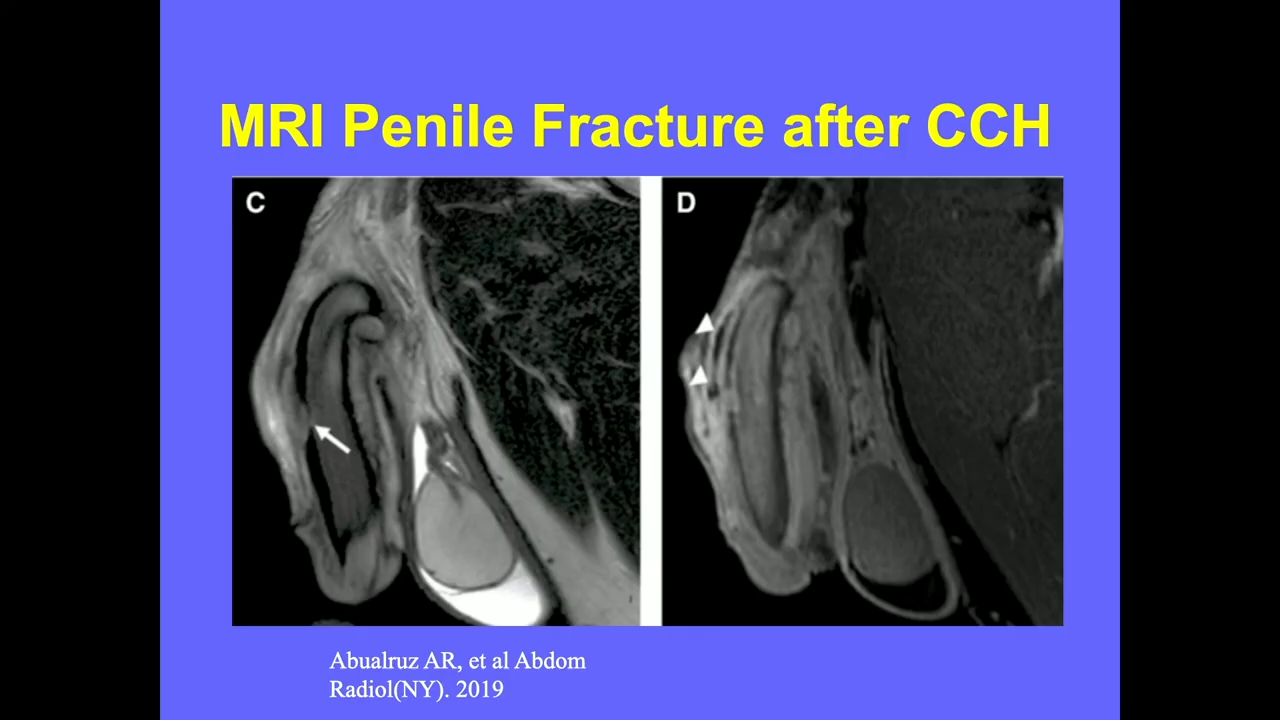 MRI Penile Fracture after CCH
C
D
Abualruz AR, et al Abdom
Radiol(NY). 2019